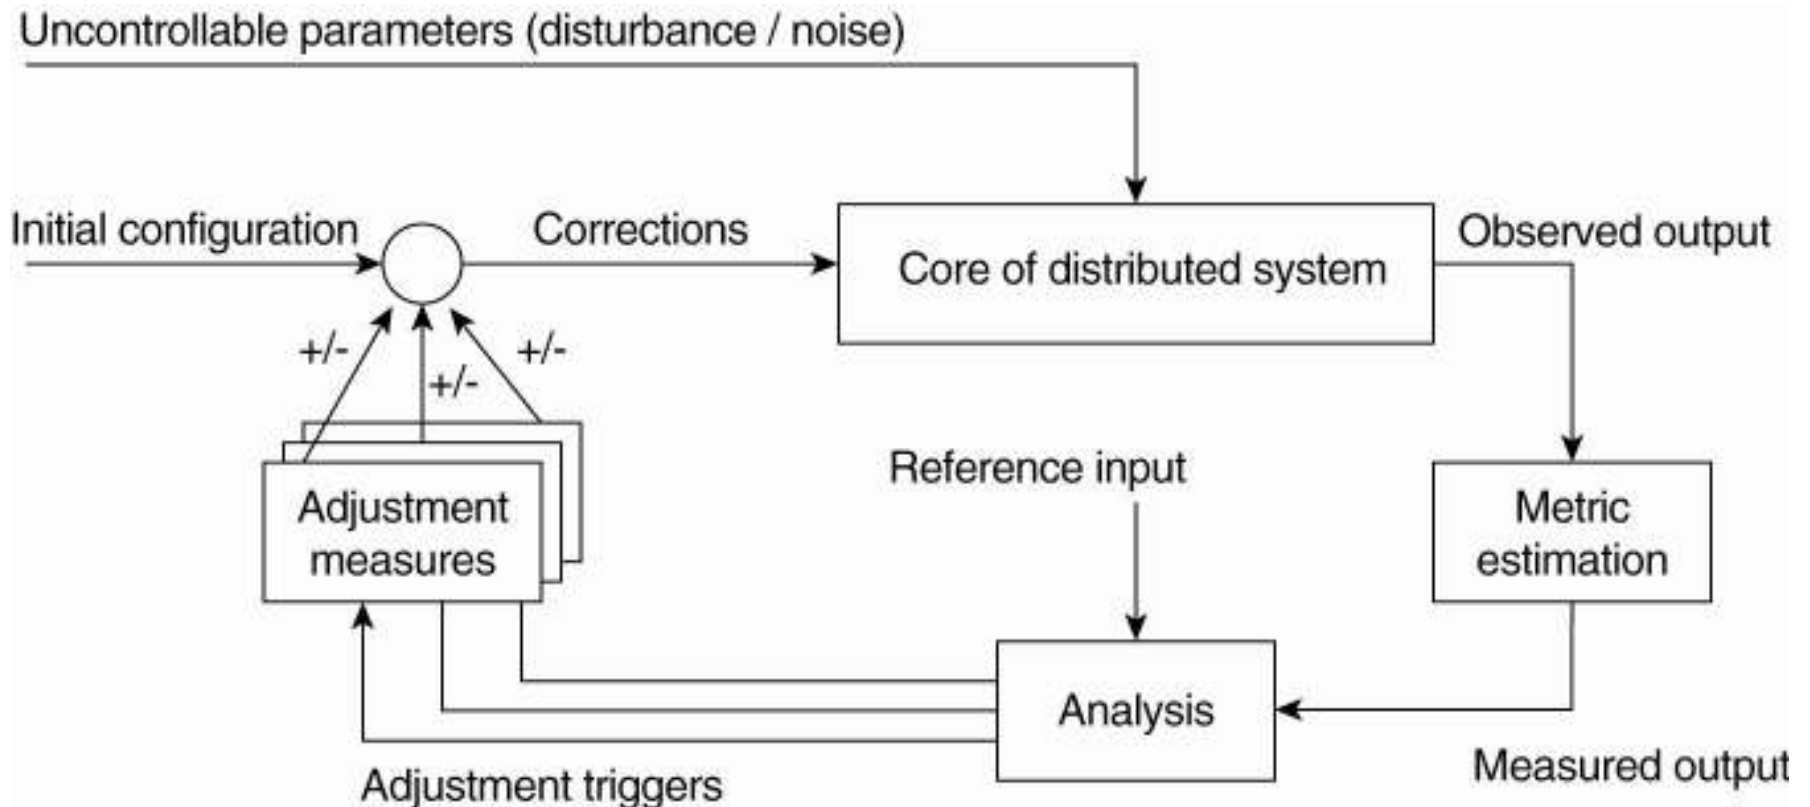 Uncontrollable parameters (disturbance / noise)
Initial configuration
Corrections
Core of distributed system
Observed output
+/-
+/-
+/-
Reference input
Adjustment
measures
Metric
estimation
Analysis
Adjustment triggers
Measured output